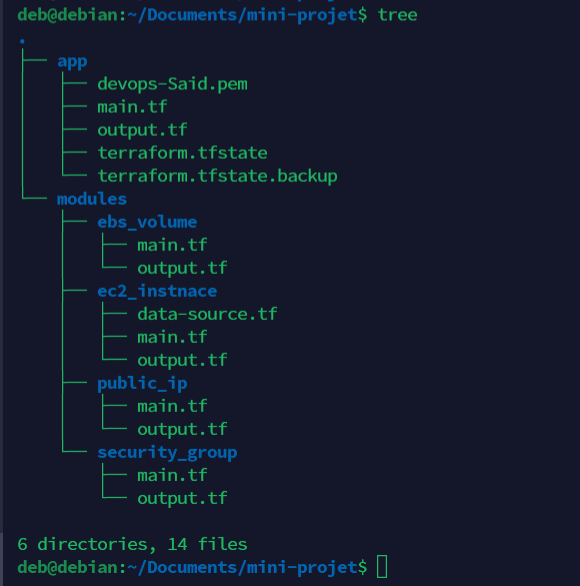 deb@debian:~/Documents/mini-projet$ tree
.
├── app
│   ├── devops-Said.pem
│   ├── main.tf
│   ├── output.tf
│   ├── terraform.tfstate
│   └── terraform.tfstate.backup
└── modules
    ├── ebs_volume
    │   ├── main.tf
    │   └── output.tf
    ├── ec2_instnace
    │   ├── data-source.tf
    │   ├── main.tf
    │   └── output.tf
    ├── public_ip
    │   ├── main.tf
    │   └── output.tf
    └── security_group
        ├── main.tf
        └── output.tf

6 directories, 14 files
deb@debian:~/Documents/mini-projet$